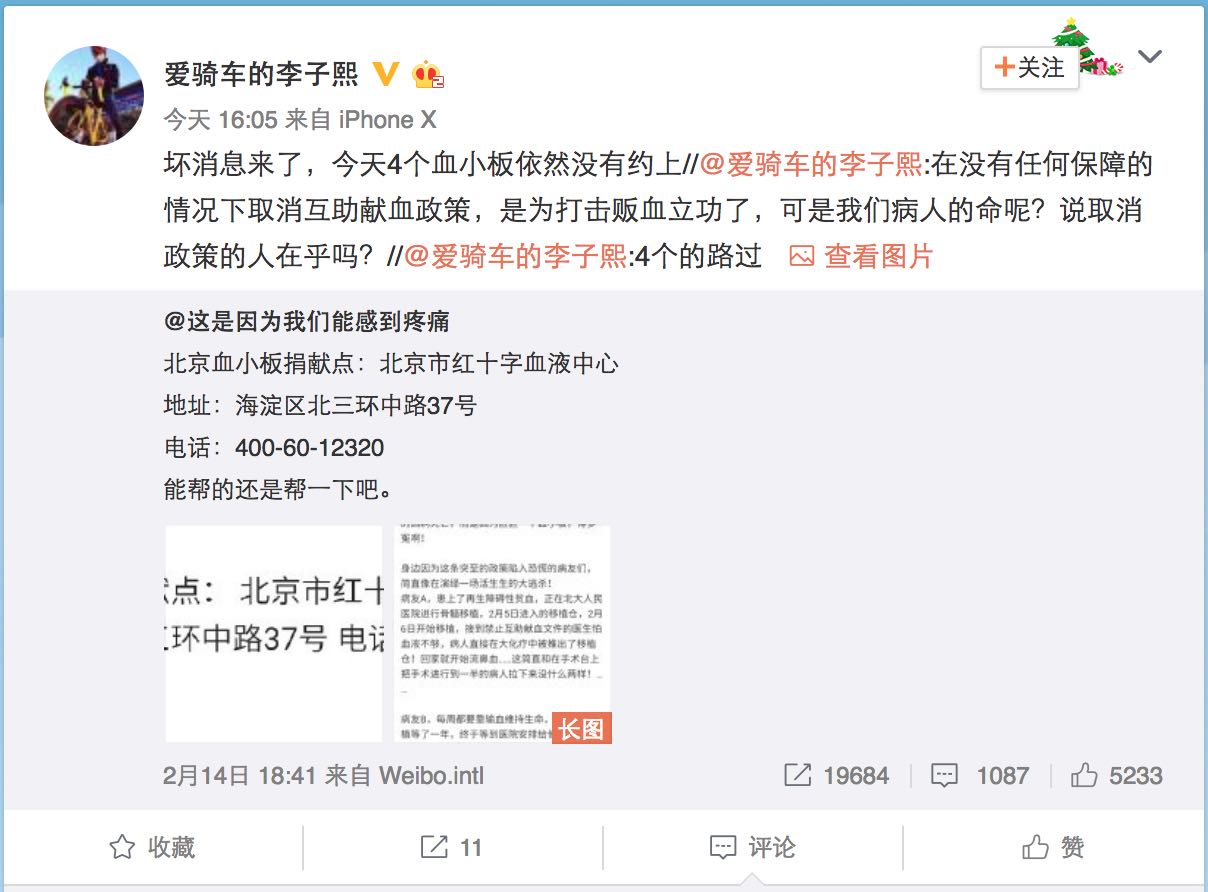 爱骑车的李子熙
+关注
今天 16:05 来自 iPhone X
坏消息来了，今天4个血小板依然没有约上//@爱骑车的李子熙:在没有任何保障的
情况下取消互助献血政策，是为打击贩血立功了，可是我们病人的命呢？说取消
政策的人在乎吗？//@爱骑车的李子熙:4个的路过 查看图片
@这是因为我们能感到疼痛
北京血小板捐献点：北京市红十字血液中心
地址：海淀区北三环中路37号
电话：400-60-12320
能帮的还是帮一下吧。
点： 北京市红十
环中路37号 电话
冤啊！
身边因为这条突至的政策陷入恐慌的病友们，
简直像在演绎一场活生生的大逃杀！
病友A，患上了再生障碍性贫血，正在北大人民
医院进行骨髓移植，2月5日进入的移植仓，2月
6日开始移植，接到禁止互助献血文件的医生怕
血液不够，病人直接在大化疗中被推出了移植
仓！回家就开始流鼻血……这简直和在手术台上
把手术进行到一半的病人拉下来没什么两样！…
…
病友B，每周都要靠输血维持生命，
植等了一年，终于等到医院安排给
长图
2月14日 18:41 来自 Weibo.intl
19684
1087
5233
收藏
11
评论
赞